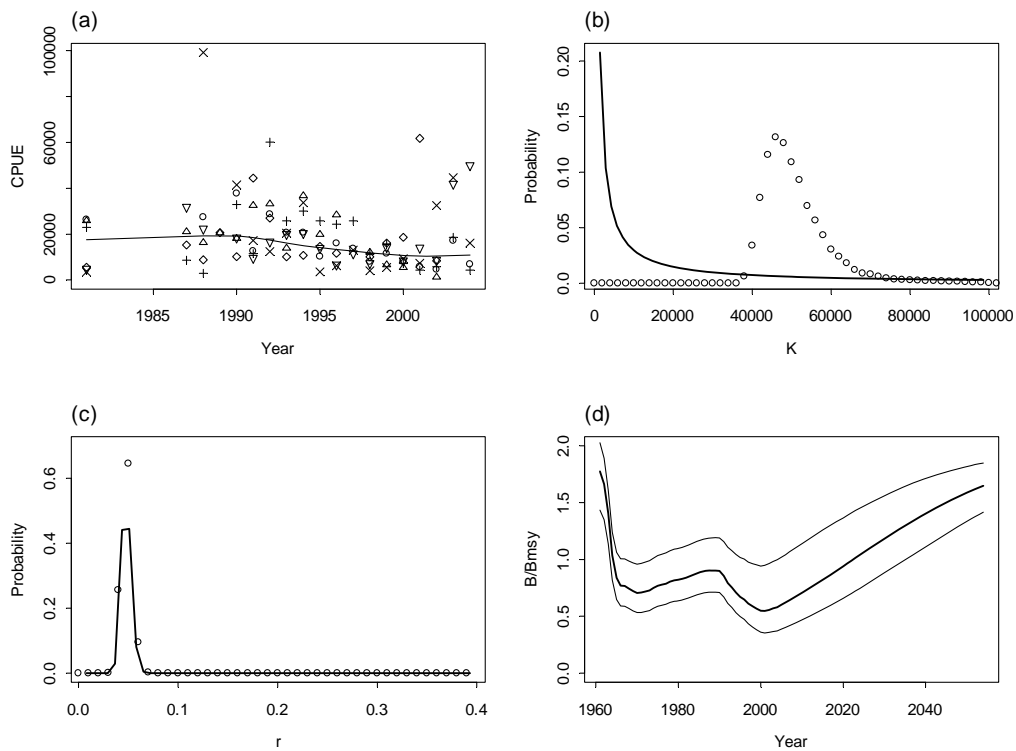 (a)
CPUE
0 20000 60000 100000
1985 1990 1995 2000
Year
(b)
Probability
0.0 0.05 0.10 0.15 0.20
0 20000 40000 60000 80000 100000
K
(c)
Probability
0.0 0.2 0.4 0.6
0.0 0.1 0.2 0.3 0.4
r
(d)
B/Bmsy
0.0 0.5 1.0 1.5 2.0
1960 1980 2000 2020 2040
Year